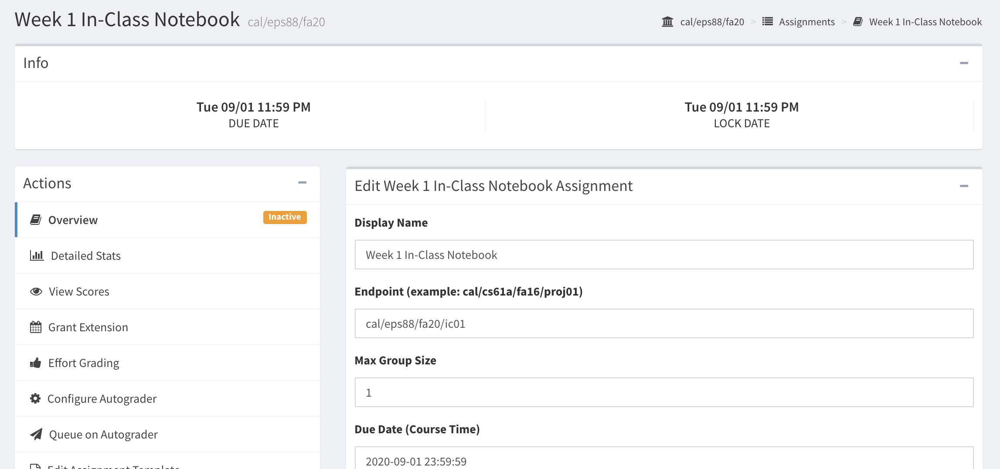 Week 1 In-Class Notebook cal/eps88/fa20
cal/eps88/fa20 > Assignments > Week 1 In-Class Notebook
Info
Tue 09/01 11:59 PM
DUE DATE
Tue 09/01 11:59 PM
LOCK DATE
Actions
Overview
Inactive
Detailed Stats
View Scores
Grant Extension
Effort Grading
Configure Autograder
Queue on Autograder
Edit Assignment Template
Edit Week 1 In-Class Notebook Assignment
Display Name
Week 1 In-Class Notebook
Endpoint (example: cal/cs61a/fa16/proj01)
cal/eps88/fa20/ic01
Max Group Size
1
Due Date (Course Time)
2020-09-01 23:59:59